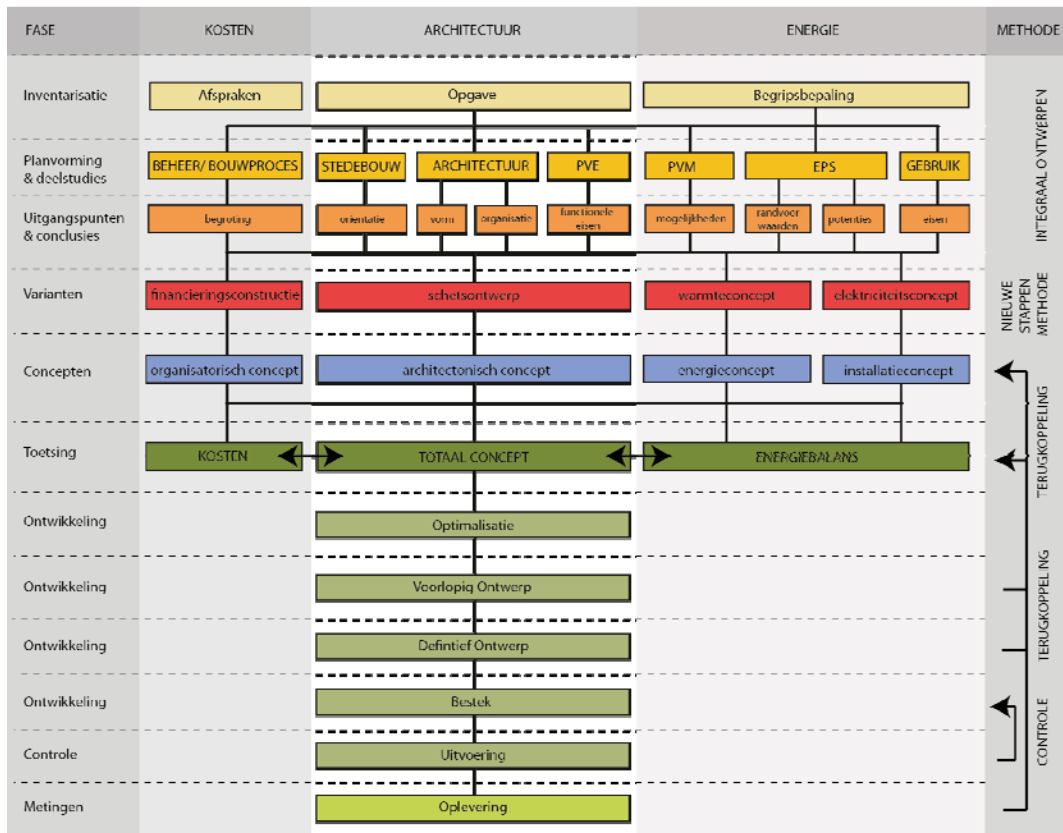 FASE KOSTEN ARCHITECTUUR ENERGIE METHODE
Inventarisatie Afspraken Opgave Begripsbepaling
Planvorming & deelstudies
BEHEER/ BOUWPROCES STEDEBOUW ARCHITECTUUR PVE PVM EPS GEBRUIK
Uitgangspunten & conclusies
begroting orientatie vorm organisatie functionele eisen mogelijkheden randvoor waarden potenties eisen
INTEGRAAL ONTWERPEN
Varianten financieringsconstructie schetsontwerp warmteconcept elektriciteitsconcept
NIEUWE STAPPEN METHODE
Concepten organisatorisch concept architectonisch concept energieconcept installatieconcept
TERUGKOPPELING
Toetsing KOSTEN TOTAAL CONCEPT ENERGIEBALANS
Ontwikkeling Optimalisatie
Ontwikkeling Voorlopig Ontwerp
TERUGKOPPELING
Ontwikkeling Defintief Ontwerp
Ontwikkeling Bestek
CONTROLE
Controle Uitvoering
Metingen Oplevering